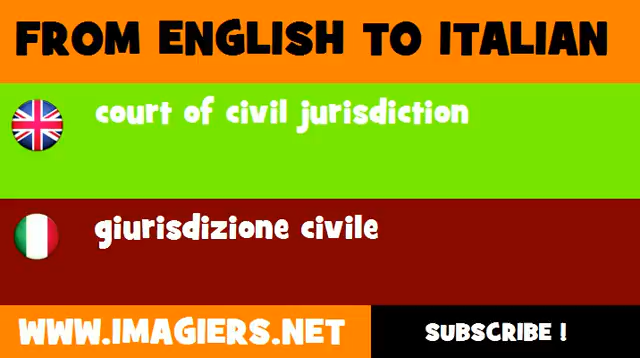 FROM ENGLISH TO ITALIAN
court of civil jurisdiction
giurisdizione civile
WWW.IMAGIERS.NET
SUBSCRIBE !